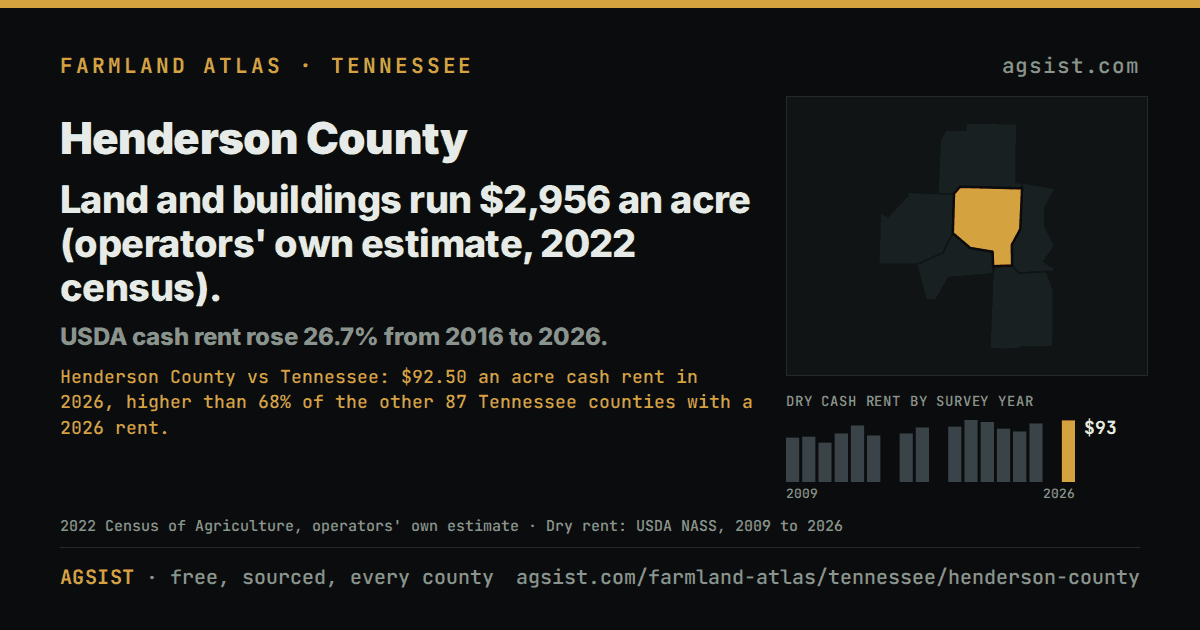 FARMLAND ATLAS · TENNESSEE
agsist.com
Henderson County
Land and buildings run $2,956 an acre
(operators' own estimate, 2022
census).
USDA cash rent rose 26.7% from 2016 to 2026.
Henderson County vs Tennessee: $92.50 an acre cash rent in
2026, higher than 68% of the other 87 Tennessee counties with a
2026 rent.
DRY CASH RENT BY SURVEY YEAR
$93
2009
2026
2022 Census of Agriculture, operators' own estimate · Dry rent: USDA NASS, 2009 to 2026
AGSIST · free, sourced, every county
agsist.com/farmland-atlas/tennessee/henderson-county